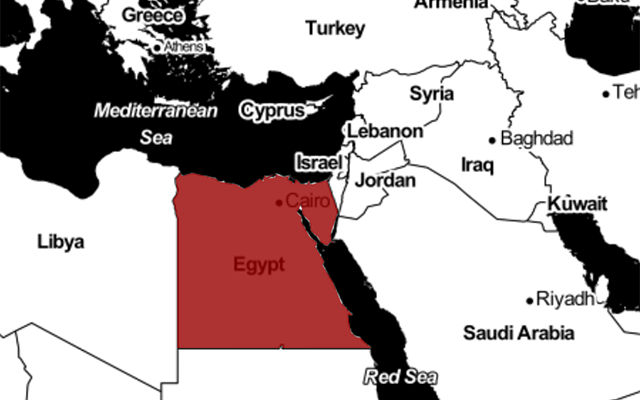 Armenia
Baku
Greece
Turkey
Athens
Teh
Mediterranean
Sea
Cyprus
Syria
Lebanon
Baghdad
Israel
Iraq
Jordan
Cairo
Kuwait
Libya
Egypt
Riyadh
Saudi Arabia
Red Sea